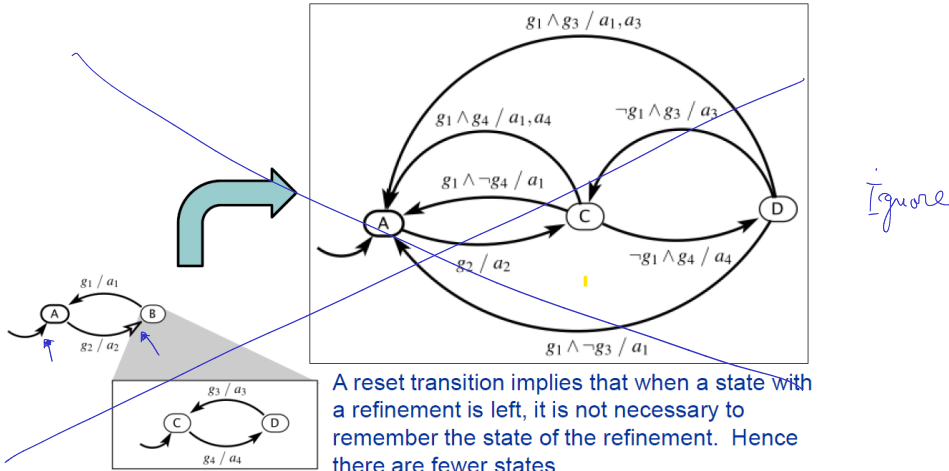 g₁ ∧ g₃ / a₁, a₃
g₁ ∧ g₄ / a₁, a₄
¬g₁ ∧ g₃ / a₃
g₁ ∧ ¬g₄ / a₁
Ignore
A
C
D
g₂ / a₂
¬g₁ ∧ g₄ / a₄
g₁ ∧ ¬g₃ / a₁
g₁ / a₁
A
B
g₂ / a₂
g₃ / a₃
C
D
g₄ / a₄
A reset transition implies that when a state with
a refinement is left, it is not necessary to
remember the state of the refinement. Hence
there are fewer states